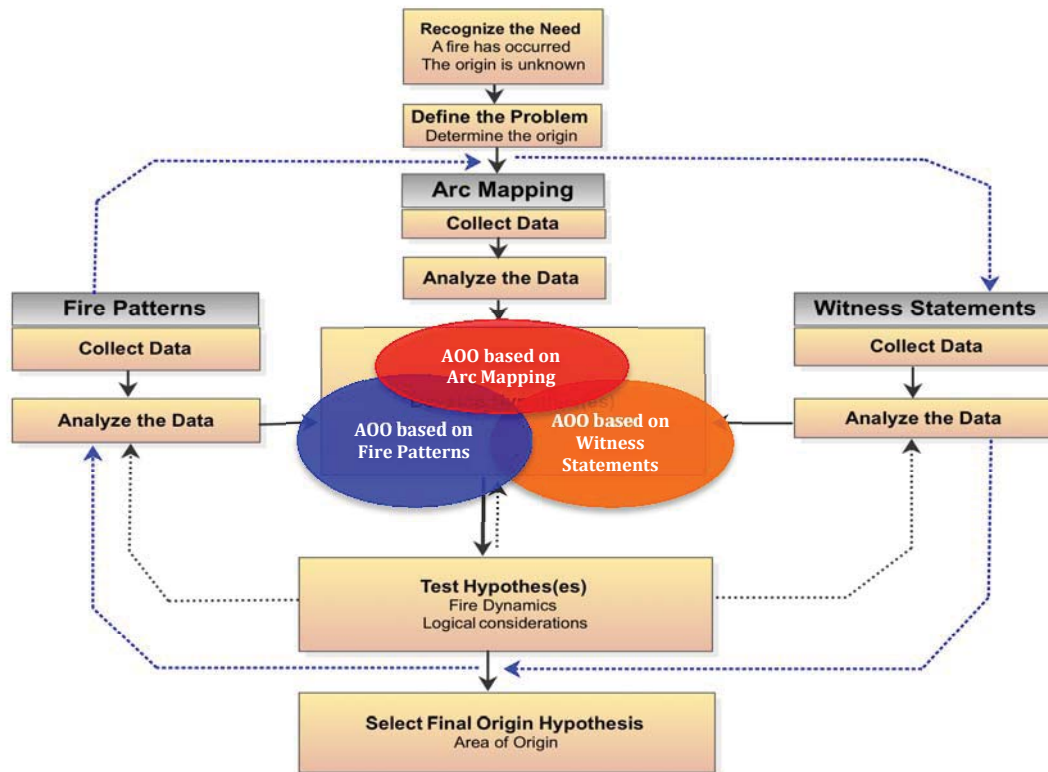 Recognize the Need
A fire has occurred
The origin is unknown
Define the Problem
Determine the origin
Arc Mapping
Collect Data
Analyze the Data
Fire Patterns
Collect Data
Analyze the Data
Witness Statements
Collect Data
Analyze the Data
AOO based on
Arc Mapping
AOO based on
Fire Patterns
AOO based on
Witness
Statements
Test Hypothes(es)
Fire Dynamics
Logical considerations
Select Final Origin Hypothesis
Area of Origin